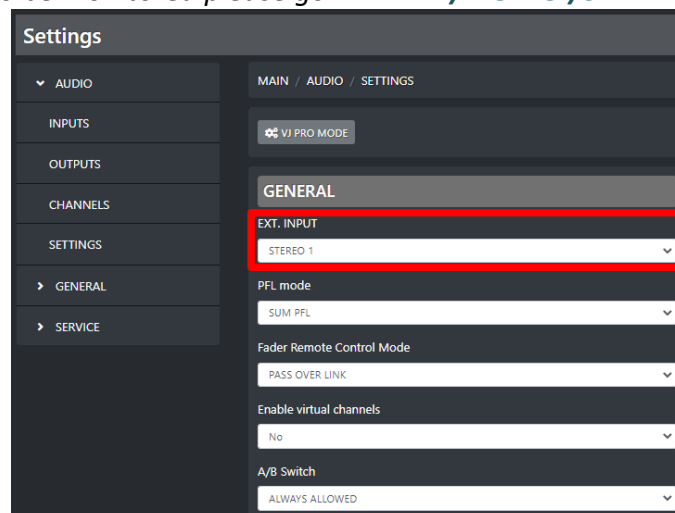 Settings
AUDIO
INPUTS
OUTPUTS
CHANNELS
SETTINGS
GENERAL
SERVICE
MAIN / AUDIO / SETTINGS
VJ PRO MODE
GENERAL
EXT. INPUT
STEREO 1
PFL mode
SUM PFL
Fader Remote Control Mode
PASS OVER LINK
Enable virtual channels
No
A/B Switch
ALWAYS ALLOWED